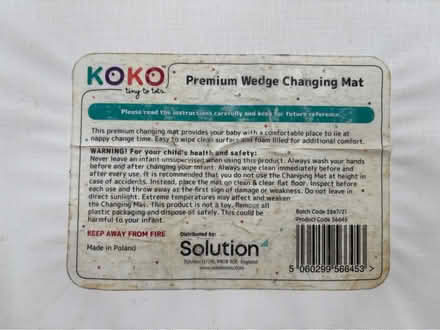 KOKO
tiny to tots
Premium Wedge Changing Mat
Please read the instructions carefully and keep for future reference
This premium changing mat provides your baby with a comfortable place to lie at
nappy change time. Easy to wipe clean surface and foam filled for additional comfort.
WARNING! For your child's health and safety:
Never leave an infant unsupervised when using this product. Always wash your hands
before and after changing your infant. Always wipe clean immediately before and
after every use. It is recommended that you do not use the Changing Mat at height in
case of accidents. Instead, place the mat on clean & clear flat floor. Inspect before
each use and throw away at the first sign of damage or weakness. Do not leave in
direct sunlight. Extreme temperatures may affect and weaken
the Changing Mat. This product is not a toy. Remove all
plastic packaging and dispose of safely. This could be
harmful to your infant.
KEEP AWAY FROM FIRE
Made in Poland
Distributed by:
Solution
England
Product Code 56645
5 060299 566453 >